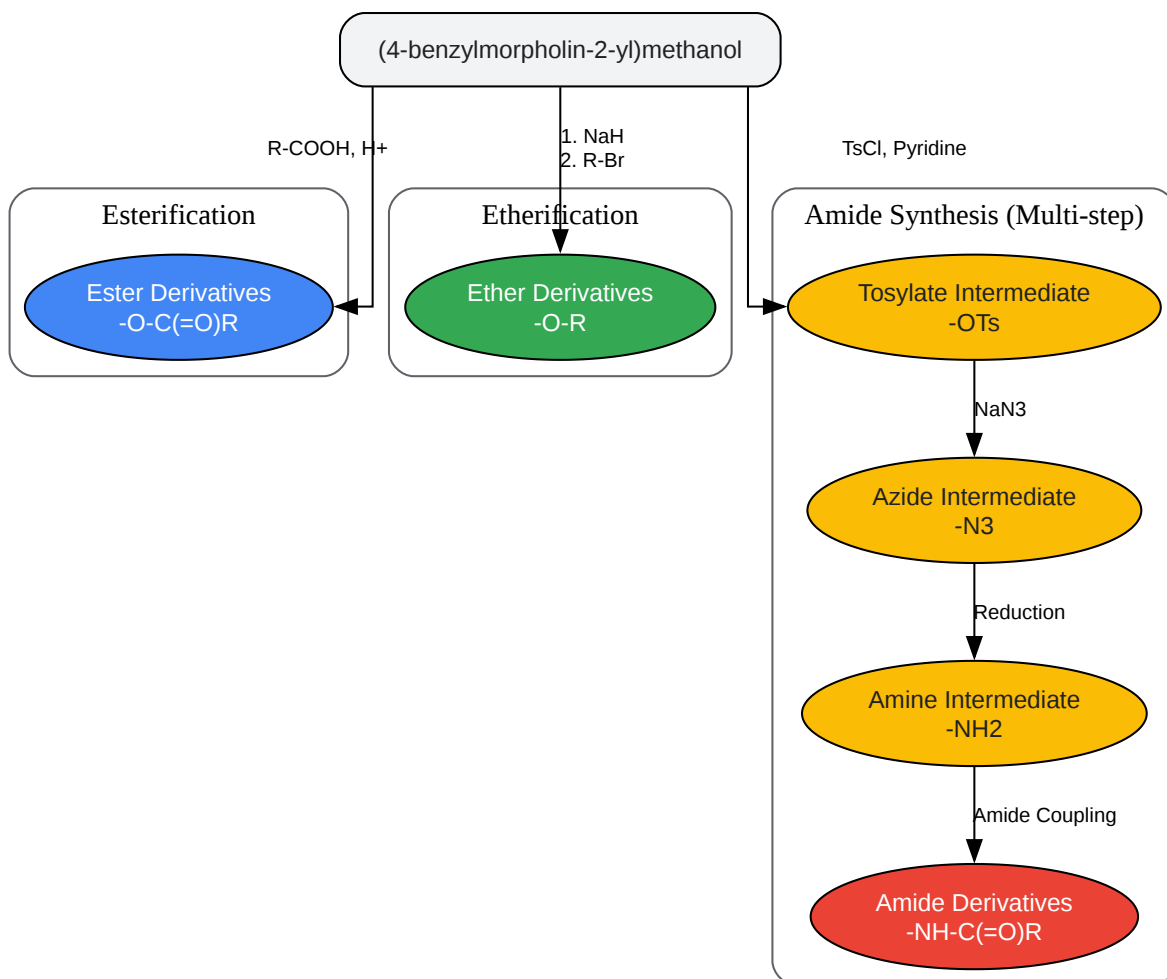 (4-benzylmorpholin-2-yl)methanol
R-COOH, H+
1. NaH
2. R-Br
TsCl, Pyridine
Esterification
Etherification
Amide Synthesis (Multi-step)
Ester Derivatives
-O-C(=O)R
Ether Derivatives
-O-R
Tosylate Intermediate
-OTs
NaN3
Azide Intermediate
-N3
Reduction
Amine Intermediate
-NH2
Amide Coupling
Amide Derivatives
-NH-C(=O)R